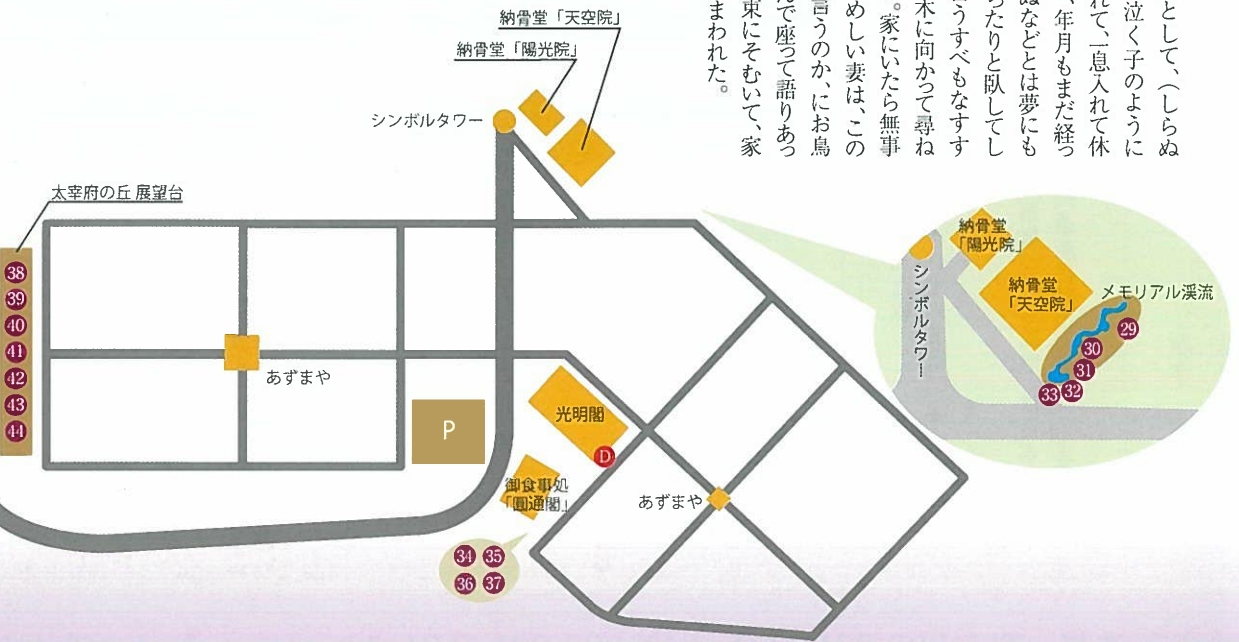 として、(しらぬ
泣く子のように
れて、一息入れて休
、年月もまだ経っ
ぬなどとは夢にも
ったりと臥してし
うすべもなすす
木に向かって尋ね
。家にいたら無事
めしい妻は、この
言うのか、にお鳥
んで座って語りあっ
束にそむいて、家
まわれた。
納骨堂「天空院」
納骨堂「陽光院」
シンボルタワー
太宰府の丘 展望台
38
39
40
41
42
43
44
あずまや
P
光明閣
D
御食事処
「圓通閣」
あずまや
34 35
36 37
納骨堂
「陽光院」
シンボルタワー
納骨堂
「天空院」
メモリアル渓流
29
30
31
32
33